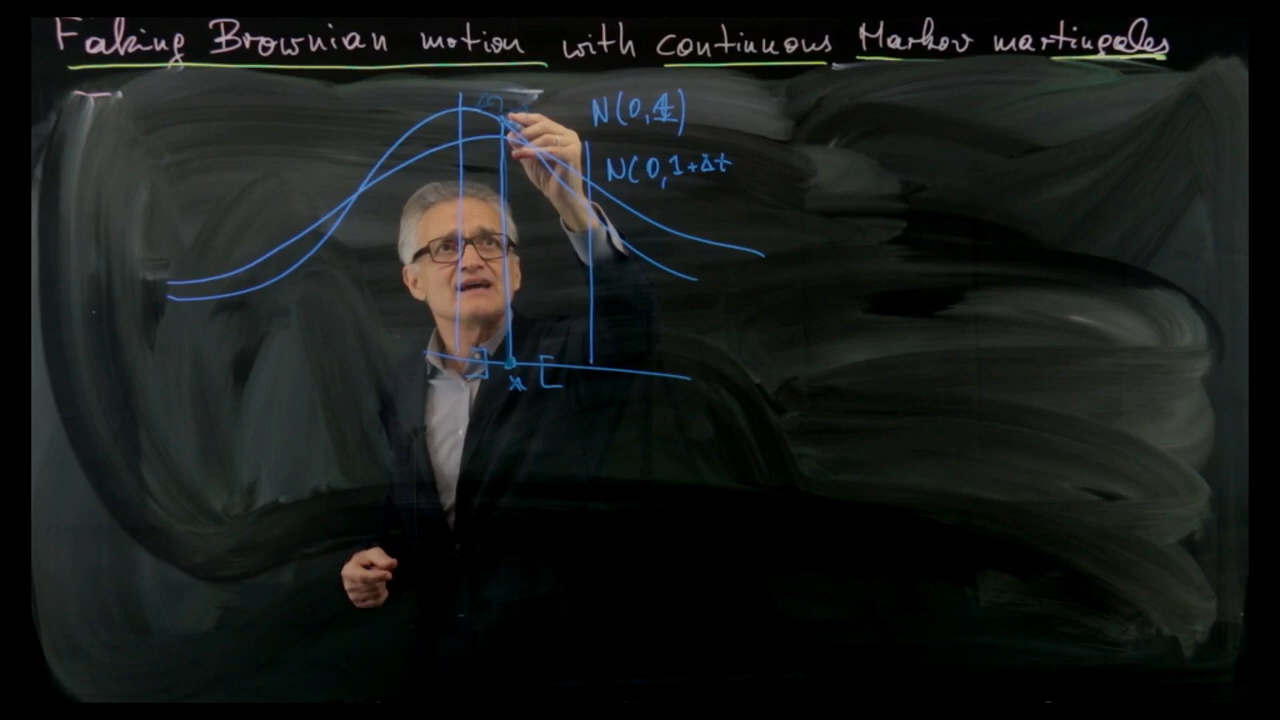 Faking Brownian motion with continuous Markov martingales
N(0,1)
N(0,1+Δt
] x [